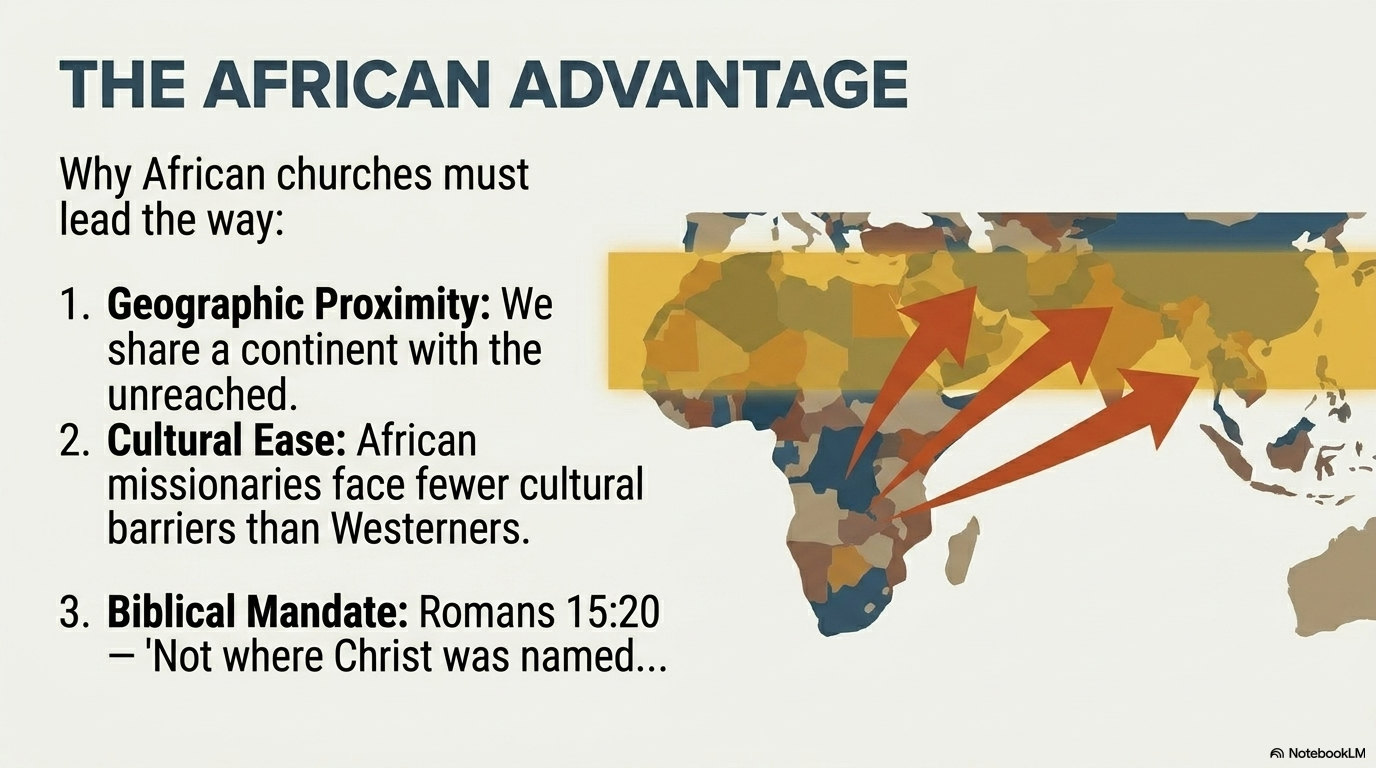 THE AFRICAN ADVANTAGE
Why African churches must
lead the way:
1. Geographic Proximity: We
share a continent with the
unreached.
2. Cultural Ease: African
missionaries face fewer cultural
barriers than Westerners.
3. Biblical Mandate: Romans 15:20
– 'Not where Christ was named...
NotebookLM